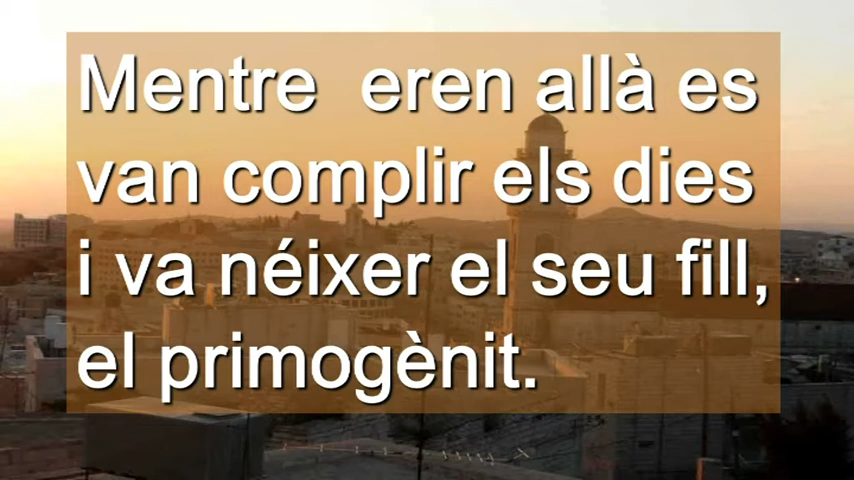 Mentre  eren allà es
van complir els dies
i va néixer el seu fill,
el primogènit.